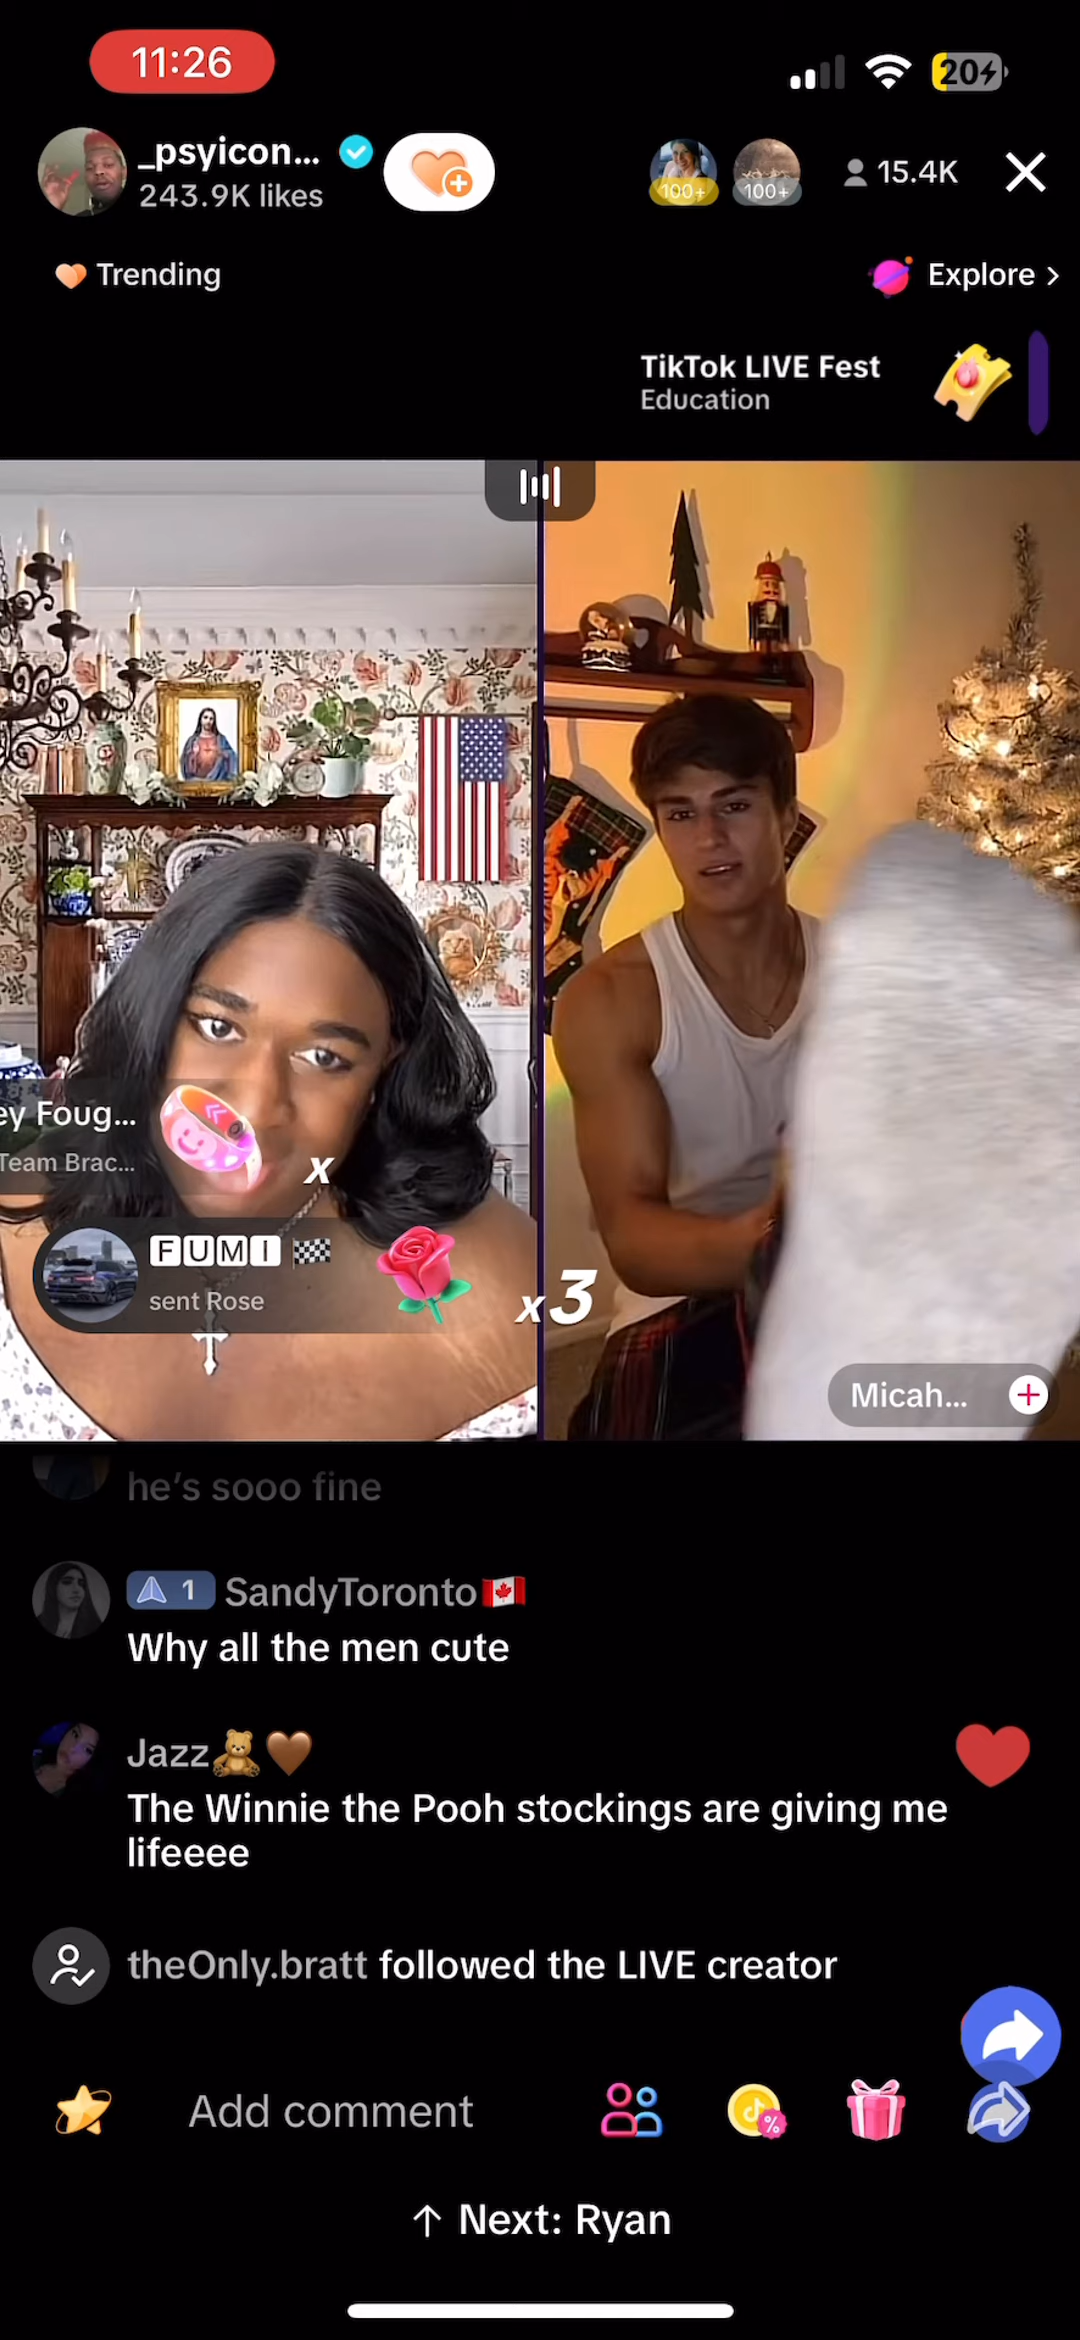 11:26
20
_psyicon...
243.9K likes
100+
100+
15.4K
Trending
Explore >
TikTok LIVE Fest
Education
ey Foug...
Team Brac...
x
FUMI
sent Rose
x3
Micah...
he's sooo fine
1 SandyToronto
Why all the men cute
Jazz
The Winnie the Pooh stockings are giving me
lifeeee
theOnly.bratt followed the LIVE creator
Add comment
↑ Next: Ryan